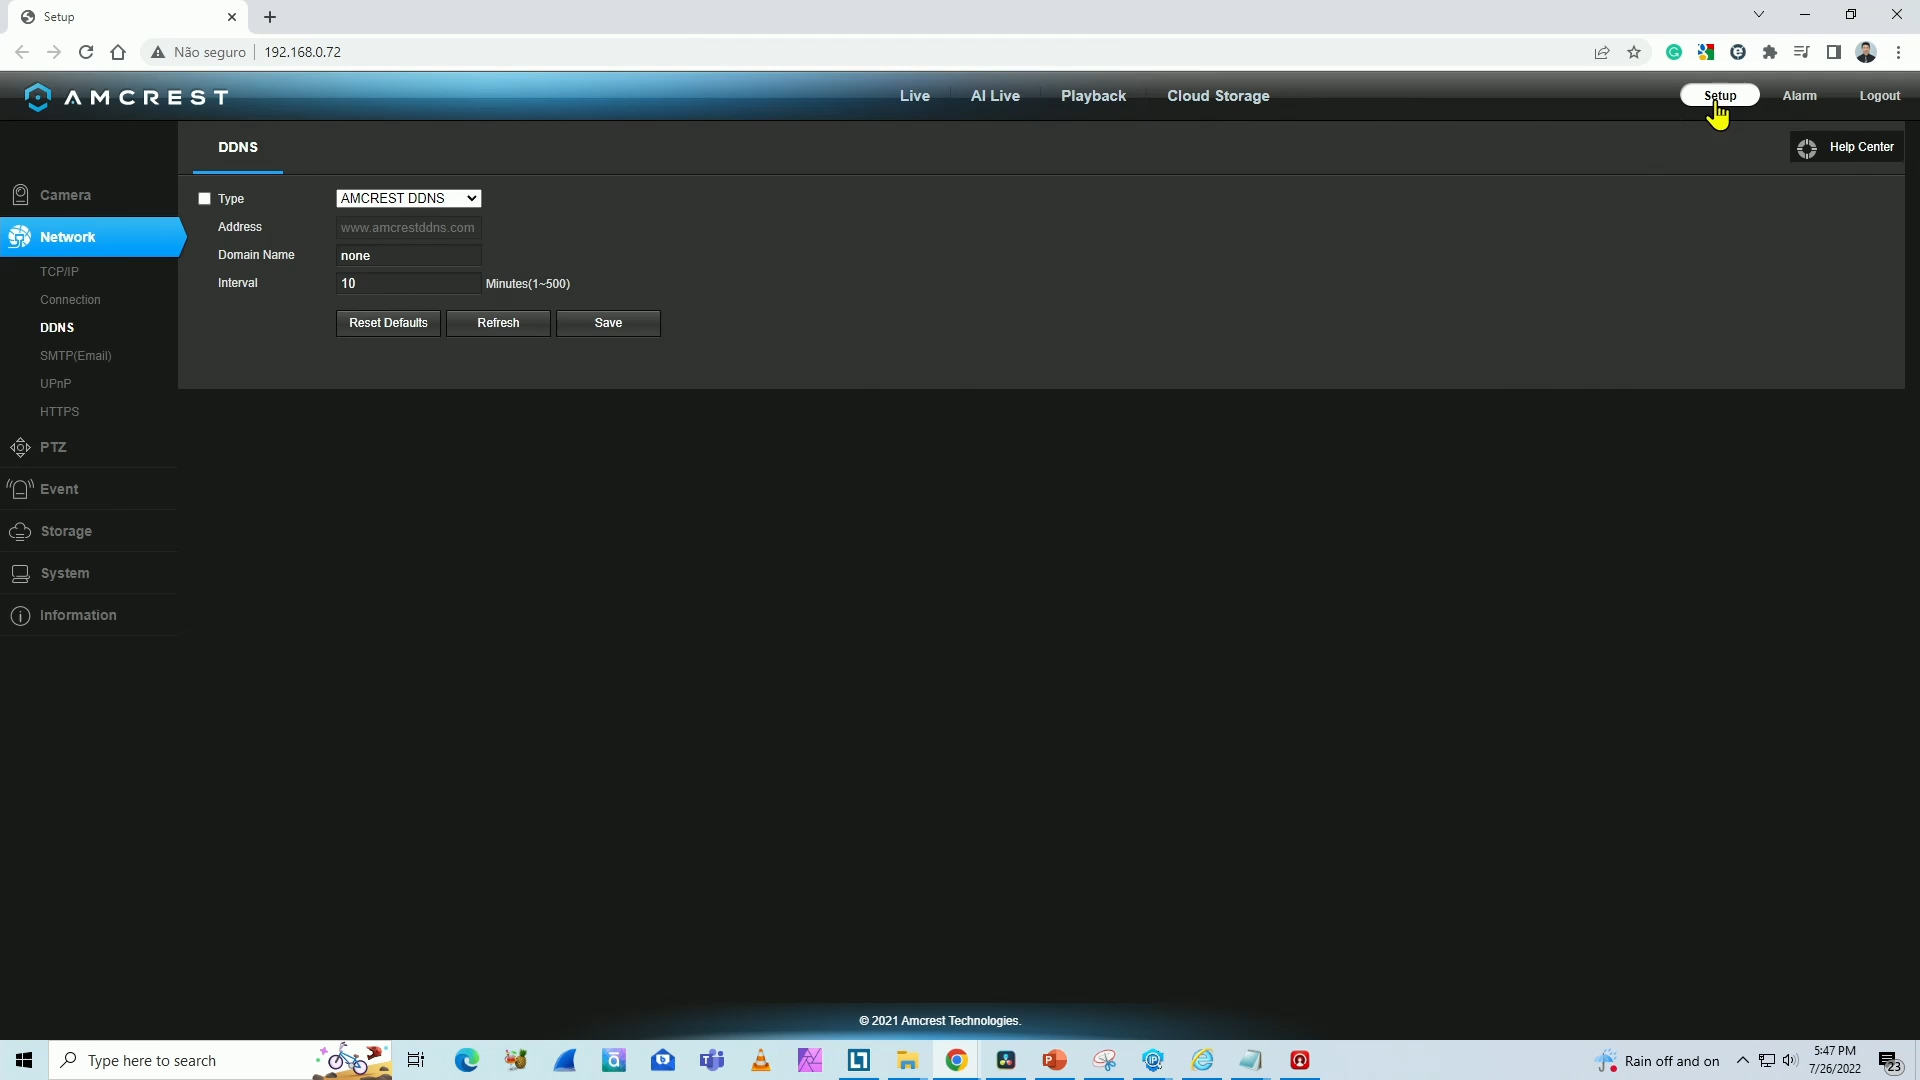 Setup
Não seguro
192.168.0.72
AMCREST
Live
AI Live
Playback
Cloud Storage
Setup
Alarm
Logout
DDNS
Help Center
Camera
Network
TCP/IP
Connection
DDNS
SMTP(Email)
UPnP
HTTPS
PTZ
Event
Storage
System
Information
Type
AMCREST DDNS
Address
www.amcrestddns.com
Domain Name
none
Interval
10
Minutes(1~500)
Reset Defaults
Refresh
Save
© 2021 Amcrest Technologies.
Type here to search
Rain off and on
5:47 PM
7/26/2022
23